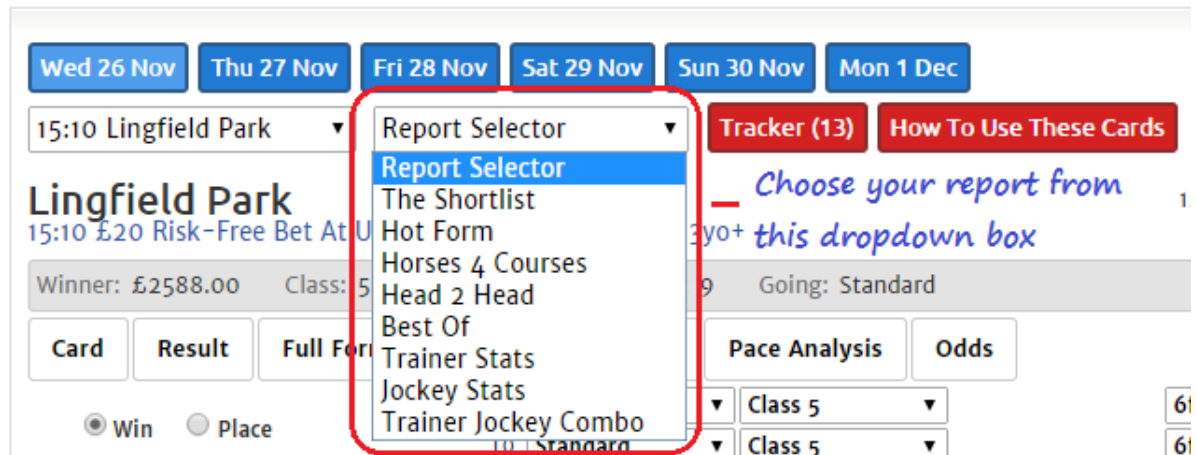 Wed 26 Nov Thu 27 Nov Fri 28 Nov Sat 29 Nov Sun 30 Nov Mon 1 Dec
15:10 Lingfield Park Report Selector Tracker (13) How To Use These Cards
Report Selector
The Shortlist
Hot Form
Horses 4 Courses
Head 2 Head
Best Of
Trainer Stats
Jockey Stats
Trainer Jockey Combo
Choose your report from
this dropdown box
Lingfield Park
15:10 £20 Risk-Free Bet At 3yo+
Winner: £2588.00 Class: 5 9 Going: Standard
Card Result Full Pace Analysis Odds
Win Place
Class 5
Standard Class 5